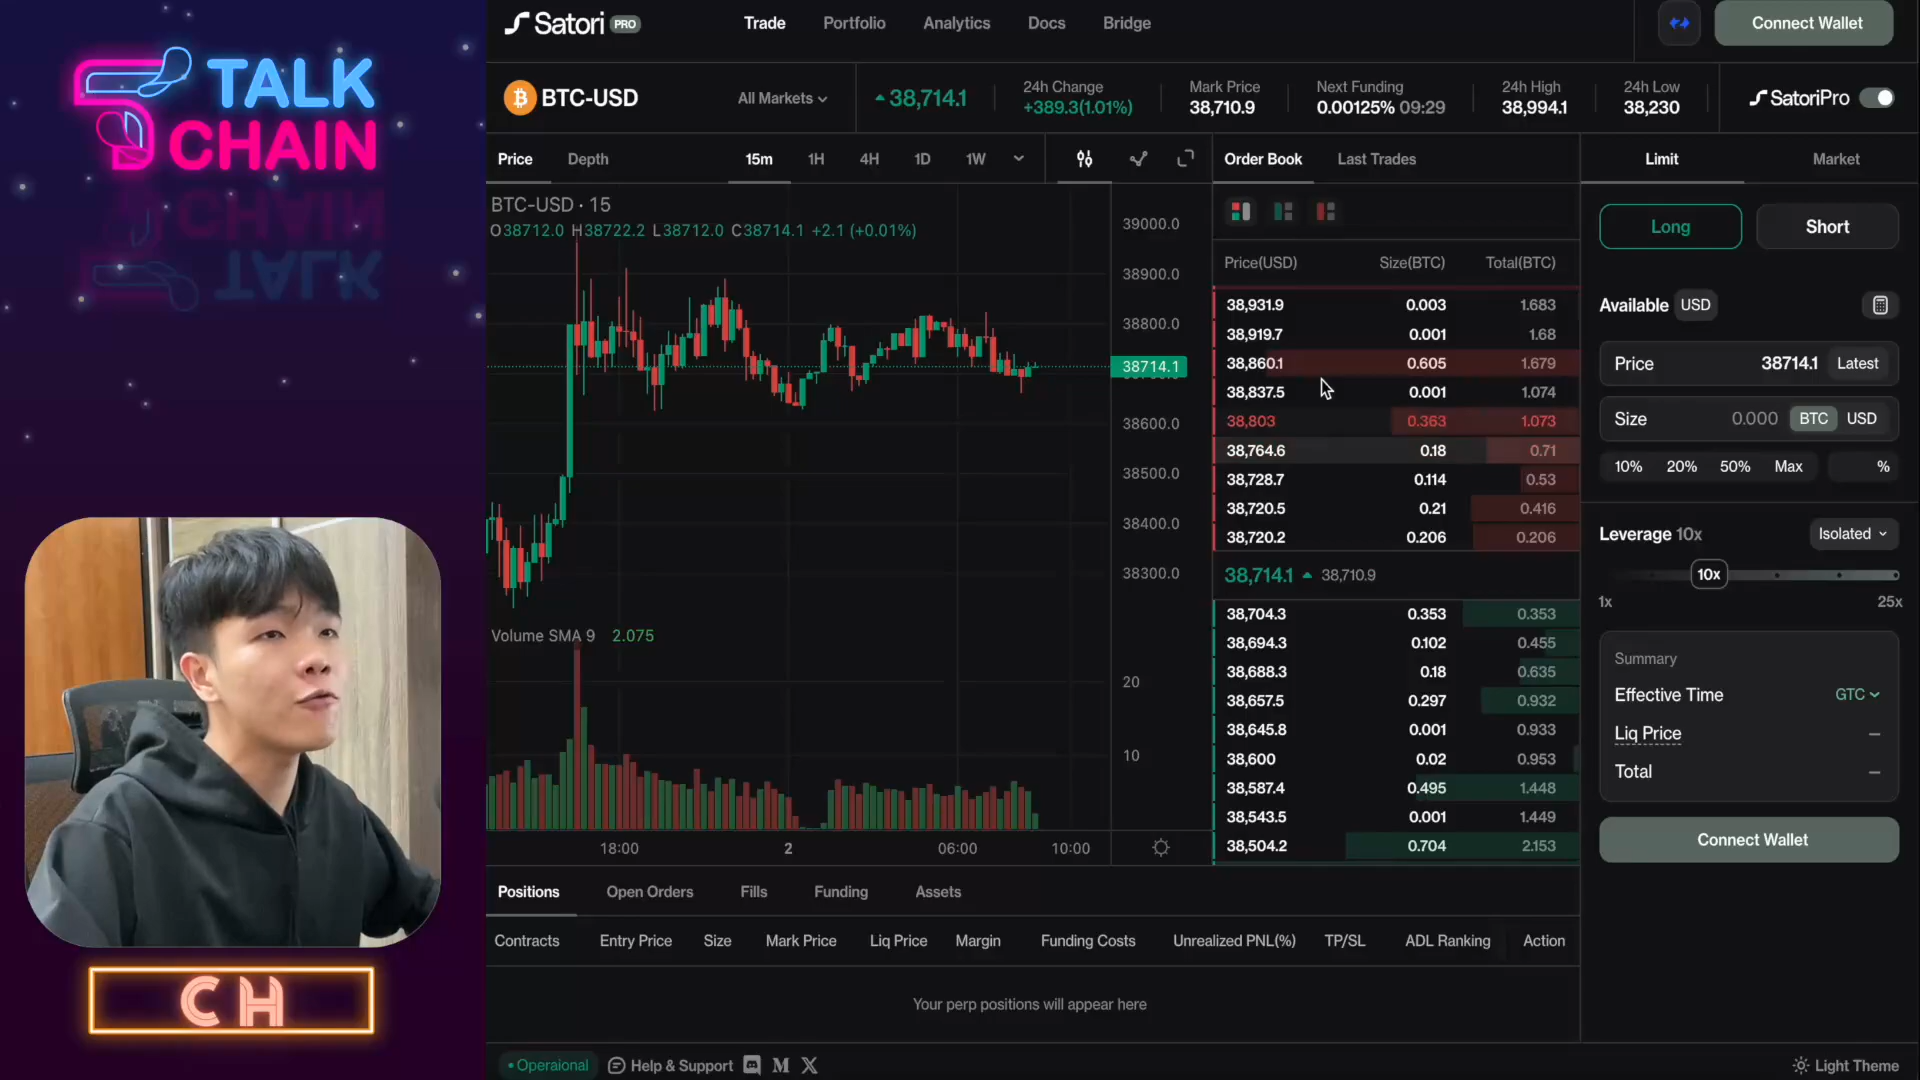 TALK
CHAIN
CH
Satori PRO
Trade Portfolio Analytics Docs Bridge
Connect Wallet
BTC-USD
All Markets
38,714.1
24h Change
+389.3(1.01%)
Mark Price
38,710.9
Next Funding
0.00125% 09:29
24h High
38,994.1
24h Low
38,230
SatoriPro
Price Depth
15m 1H 4H 1D 1W
BTC-USD · 15
O38712.0 H38722.2 L38712.0 C38714.1 +2.1 (+0.01%)
39000.0
38900.0
38800.0
38714.1
38600.0
38500.0
38400.0
38300.0
Volume SMA 9 2.075
20
10
18:00 2 06:00 10:00
Order Book Last Trades
Price(USD) Size(BTC) Total(BTC)
38,931.9 0.003 1.683
38,919.7 0.001 1.68
38,860.1 0.605 1.679
38,837.5 0.001 1.074
38,803 0.363 1.073
38,764.6 0.18 0.71
38,728.7 0.114 0.53
38,720.5 0.21 0.416
38,720.2 0.206 0.206
38,714.1 38,710.9
38,704.3 0.353 0.353
38,694.3 0.102 0.455
38,688.3 0.18 0.635
38,657.5 0.297 0.932
38,645.8 0.001 0.933
38,600 0.02 0.953
38,587.4 0.495 1.448
38,543.5 0.001 1.449
38,504.2 0.704 2.153
Limit Market
Long Short
Available USD
Price 38714.1 Latest
Size 0.000 BTC USD
10% 20% 50% Max %
Leverage 10x Isolated
10x
1x 25x
Summary
Effective Time GTC
Liq Price –
Total –
Connect Wallet
Positions Open Orders Fills Funding Assets
Contracts Entry Price Size Mark Price Liq Price Margin Funding Costs Unrealized PNL(%) TP/SL ADL Ranking Action
Your perp positions will appear here
Operaional Help & Support
Light Theme